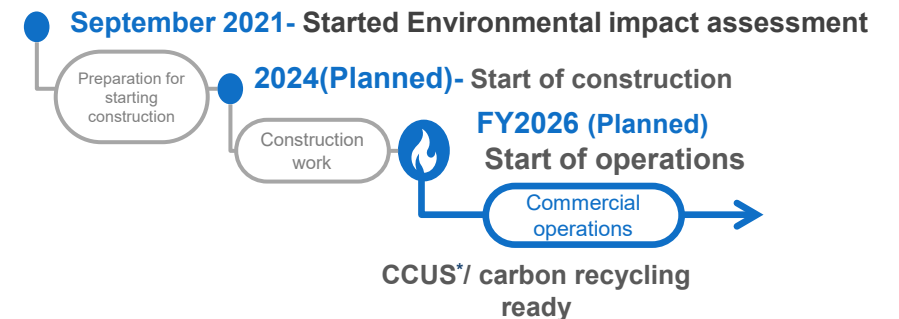 September 2021- Started Environmental impact assessment
Preparation for
starting
construction
2024(Planned)- Start of construction
Construction
work
FY2026 (Planned)
Start of operations
Commercial
operations
CCUS*/ carbon recycling
ready